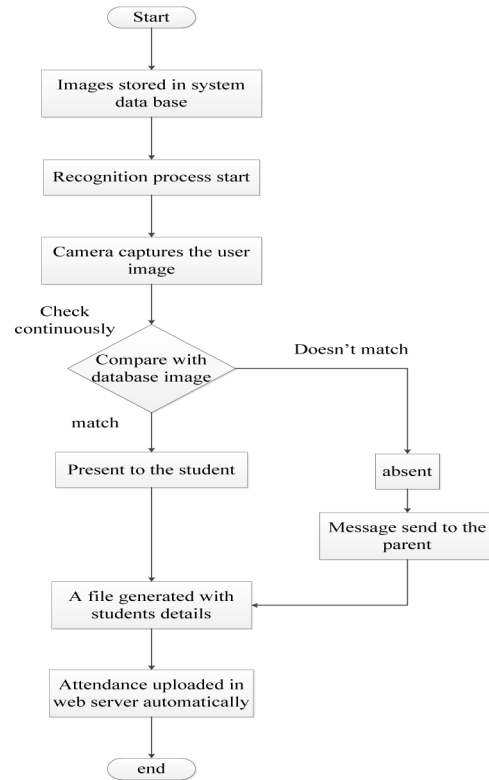 Start
Images stored in system
data base
Recognition process start
Camera captures the user
image
Check
continuously
Compare with
database image
Doesn’t match
match
Present to the student
absent
Message send to the
parent
A file generated with
students details
Attendance uploaded in
web server automatically
end